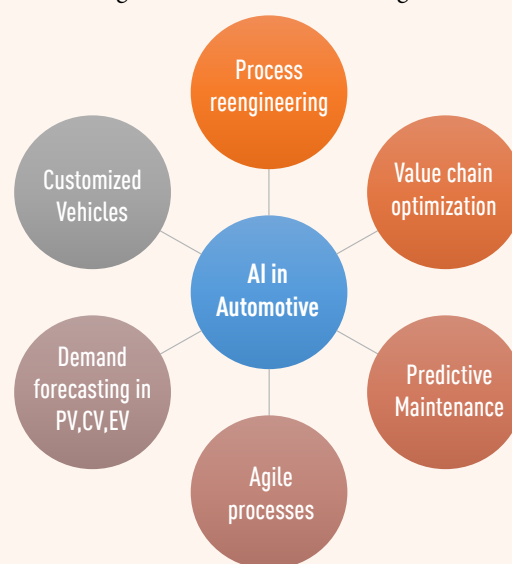 Process
reengineering
Value chain
optimization
Customized
Vehicles
AI in
Automotive
Predictive
Maintenance
Demand
forecasting in
PV,CV,EV
Agile
processes